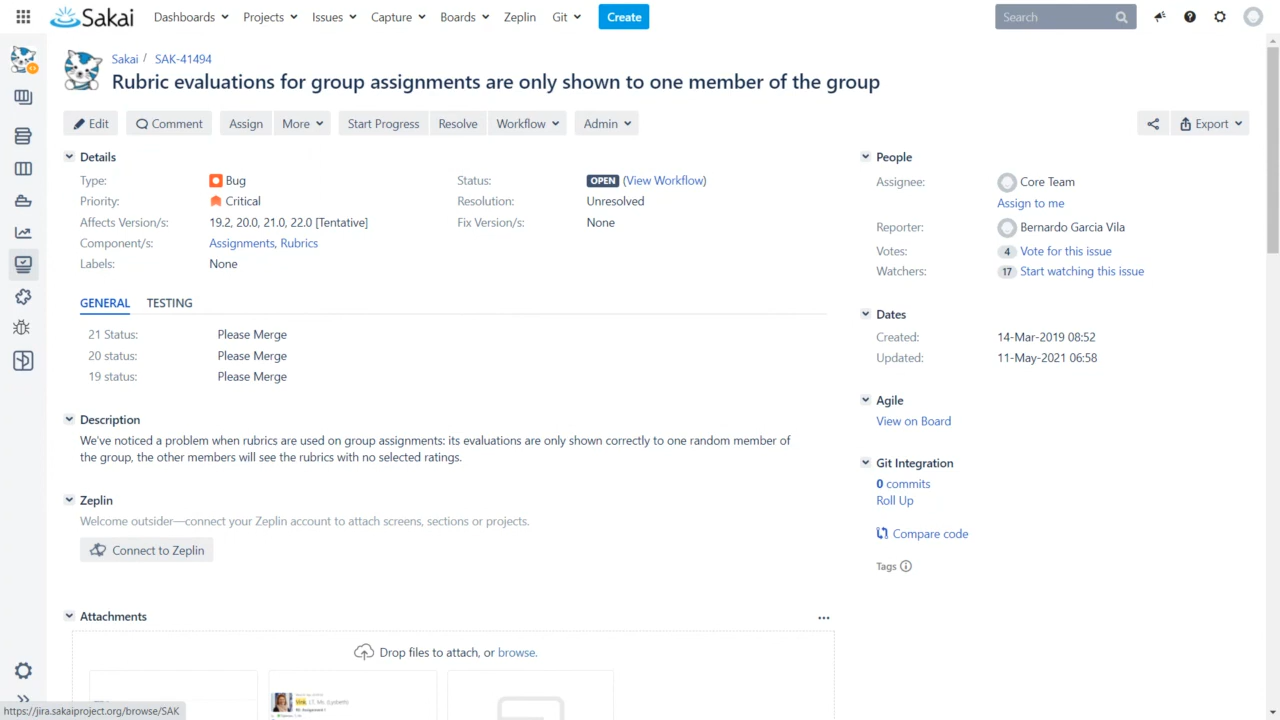 Sakai Dashboards Projects Issues Capture Boards Zeplin Git Create Search
Sakai / SAK-41494
Rubric evaluations for group assignments are only shown to one member of the group
Edit Comment Assign More Start Progress Resolve Workflow Admin Export
Details
Type: Bug Status: OPEN (View Workflow)
Priority: Critical Resolution: Unresolved
Affects Version/s: 19.2, 20.0, 21.0, 22.0 [Tentative] Fix Version/s: None
Component/s: Assignments, Rubrics
Labels: None
GENERAL TESTING
21 Status: Please Merge
20 status: Please Merge
19 status: Please Merge
Description
We've noticed a problem when rubrics are used on group assignments: its evaluations are only shown correctly to one random member of
the group, the other members will see the rubrics with no selected ratings.
Zeplin
Welcome outsider—connect your Zeplin account to attach screens, sections or projects.
Connect to Zeplin
Attachments
Drop files to attach, or browse.
People
Assignee: Core Team
Assign to me
Reporter: Bernardo Garcia Vila
Votes: 4 Vote for this issue
Watchers: 17 Start watching this issue
Dates
Created: 14-Mar-2019 08:52
Updated: 11-May-2021 06:58
Agile
View on Board
Git Integration
0 commits
Roll Up
Compare code
Tags
https://jira.sakaiproject.org/browse/SAK